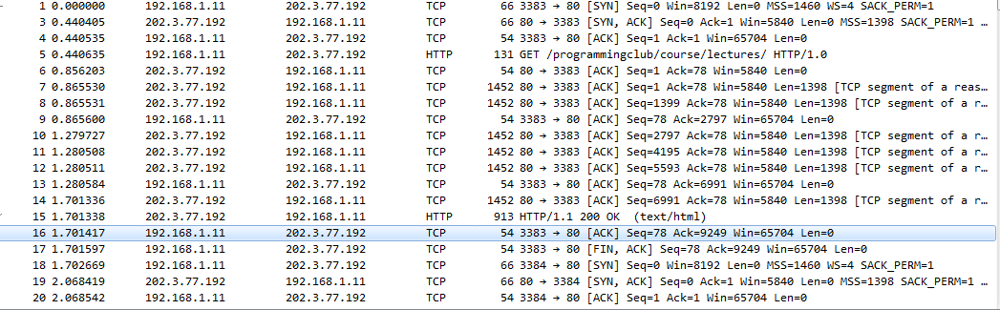 1 0.000000 192.168.1.11 202.3.77.192 TCP 66 3383 → 80 [SYN] Seq=0 Win=8192 Len=0 MSS=1460 WS=4 SACK_PERM=1
3 0.440405 202.3.77.192 192.168.1.11 TCP 66 80 → 3383 [SYN, ACK] Seq=0 Ack=1 Win=5840 Len=0 MSS=1398 SACK_PERM=1 …
4 0.440535 192.168.1.11 202.3.77.192 TCP 54 3383 → 80 [ACK] Seq=1 Ack=1 Win=65704 Len=0
5 0.440635 192.168.1.11 202.3.77.192 HTTP 131 GET /programmingclub/course/lectures/ HTTP/1.0
6 0.856203 202.3.77.192 192.168.1.11 TCP 54 80 → 3383 [ACK] Seq=1 Ack=78 Win=5840 Len=0
7 0.865530 202.3.77.192 192.168.1.11 TCP 1452 80 → 3383 [ACK] Seq=1 Ack=78 Win=5840 Len=1398 [TCP segment of a reas…
8 0.865531 202.3.77.192 192.168.1.11 TCP 1452 80 → 3383 [ACK] Seq=1399 Ack=78 Win=5840 Len=1398 [TCP segment of a r…
9 0.865600 192.168.1.11 202.3.77.192 TCP 54 3383 → 80 [ACK] Seq=78 Ack=2797 Win=65704 Len=0
10 1.279727 202.3.77.192 192.168.1.11 TCP 1452 80 → 3383 [ACK] Seq=2797 Ack=78 Win=5840 Len=1398 [TCP segment of a r…
11 1.280508 202.3.77.192 192.168.1.11 TCP 1452 80 → 3383 [ACK] Seq=4195 Ack=78 Win=5840 Len=1398 [TCP segment of a r…
12 1.280511 202.3.77.192 192.168.1.11 TCP 1452 80 → 3383 [ACK] Seq=5593 Ack=78 Win=5840 Len=1398 [TCP segment of a r…
13 1.280584 192.168.1.11 202.3.77.192 TCP 54 3383 → 80 [ACK] Seq=78 Ack=6991 Win=65704 Len=0
14 1.701336 202.3.77.192 192.168.1.11 TCP 1452 80 → 3383 [ACK] Seq=6991 Ack=78 Win=5840 Len=1398 [TCP segment of a r…
15 1.701338 202.3.77.192 192.168.1.11 HTTP 913 HTTP/1.1 200 OK (text/html)
16 1.701417 192.168.1.11 202.3.77.192 TCP 54 3383 → 80 [ACK] Seq=78 Ack=9249 Win=65704 Len=0
17 1.701597 192.168.1.11 202.3.77.192 TCP 54 3383 → 80 [FIN, ACK] Seq=78 Ack=9249 Win=65704 Len=0
18 1.702669 192.168.1.11 202.3.77.192 TCP 66 3384 → 80 [SYN] Seq=0 Win=8192 Len=0 MSS=1460 WS=4 SACK_PERM=1
19 2.068419 202.3.77.192 192.168.1.11 TCP 66 80 → 3384 [SYN, ACK] Seq=0 Ack=1 Win=5840 Len=0 MSS=1398 SACK_PERM=1 …
20 2.068542 192.168.1.11 202.3.77.192 TCP 54 3384 → 80 [ACK] Seq=1 Ack=1 Win=65704 Len=0